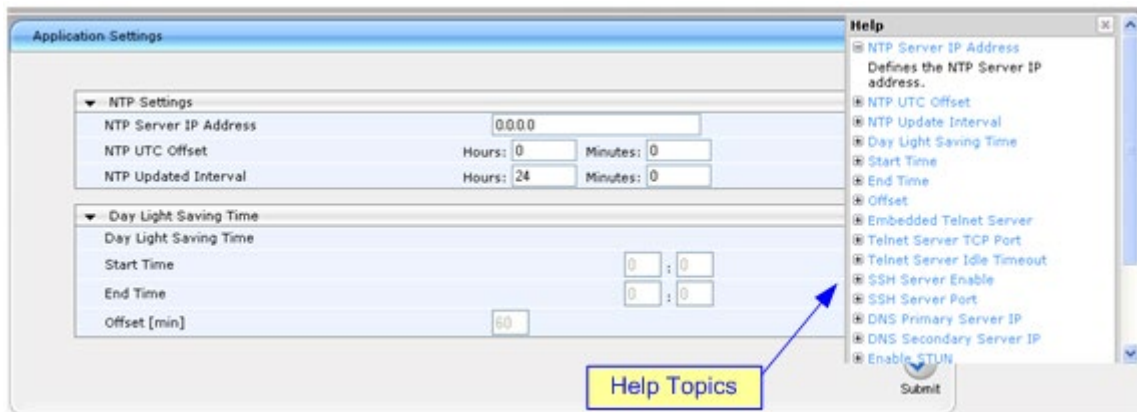 Application Settings
NTP Settings
NTP Server IP Address 0.0.0.0
NTP UTC Offset Hours: 0 Minutes: 0
NTP Updated Interval Hours: 24 Minutes: 0
Day Light Saving Time
Day Light Saving Time
Start Time 0 : 0
End Time 0 : 0
Offset [min] 60
Help
NTP Server IP Address
Defines the NTP Server IP
address.
NTP UTC Offset
NTP Update Interval
Day Light Saving Time
Start Time
End Time
Offset
Embedded Telnet Server
Telnet Server TCP Port
Telnet Server Idle Timeout
SSH Server Enable
SSH Server Port
DNS Primary Server IP
DNS Secondary Server IP
Enable STUN
Help Topics
Submit